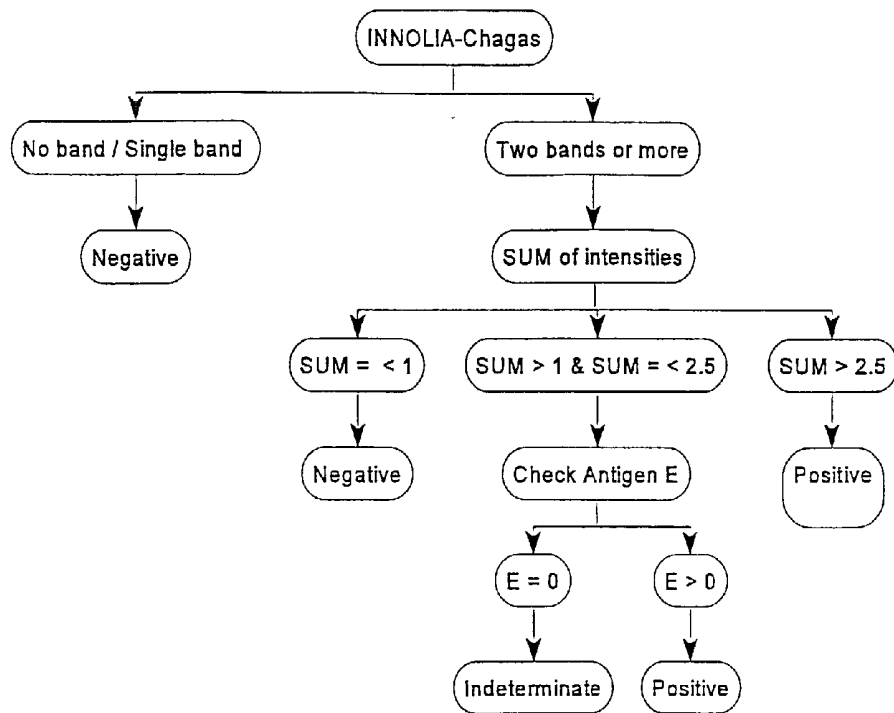 INNOLIA-Chagas
No band / Single band
Two bands or more
Negative
SUM of intensities
SUM = < 1
SUM > 1 & SUM = < 2.5
SUM > 2.5
Negative
Check Antigen E
Positive
E = 0
E > 0
Indeterminate
Positive